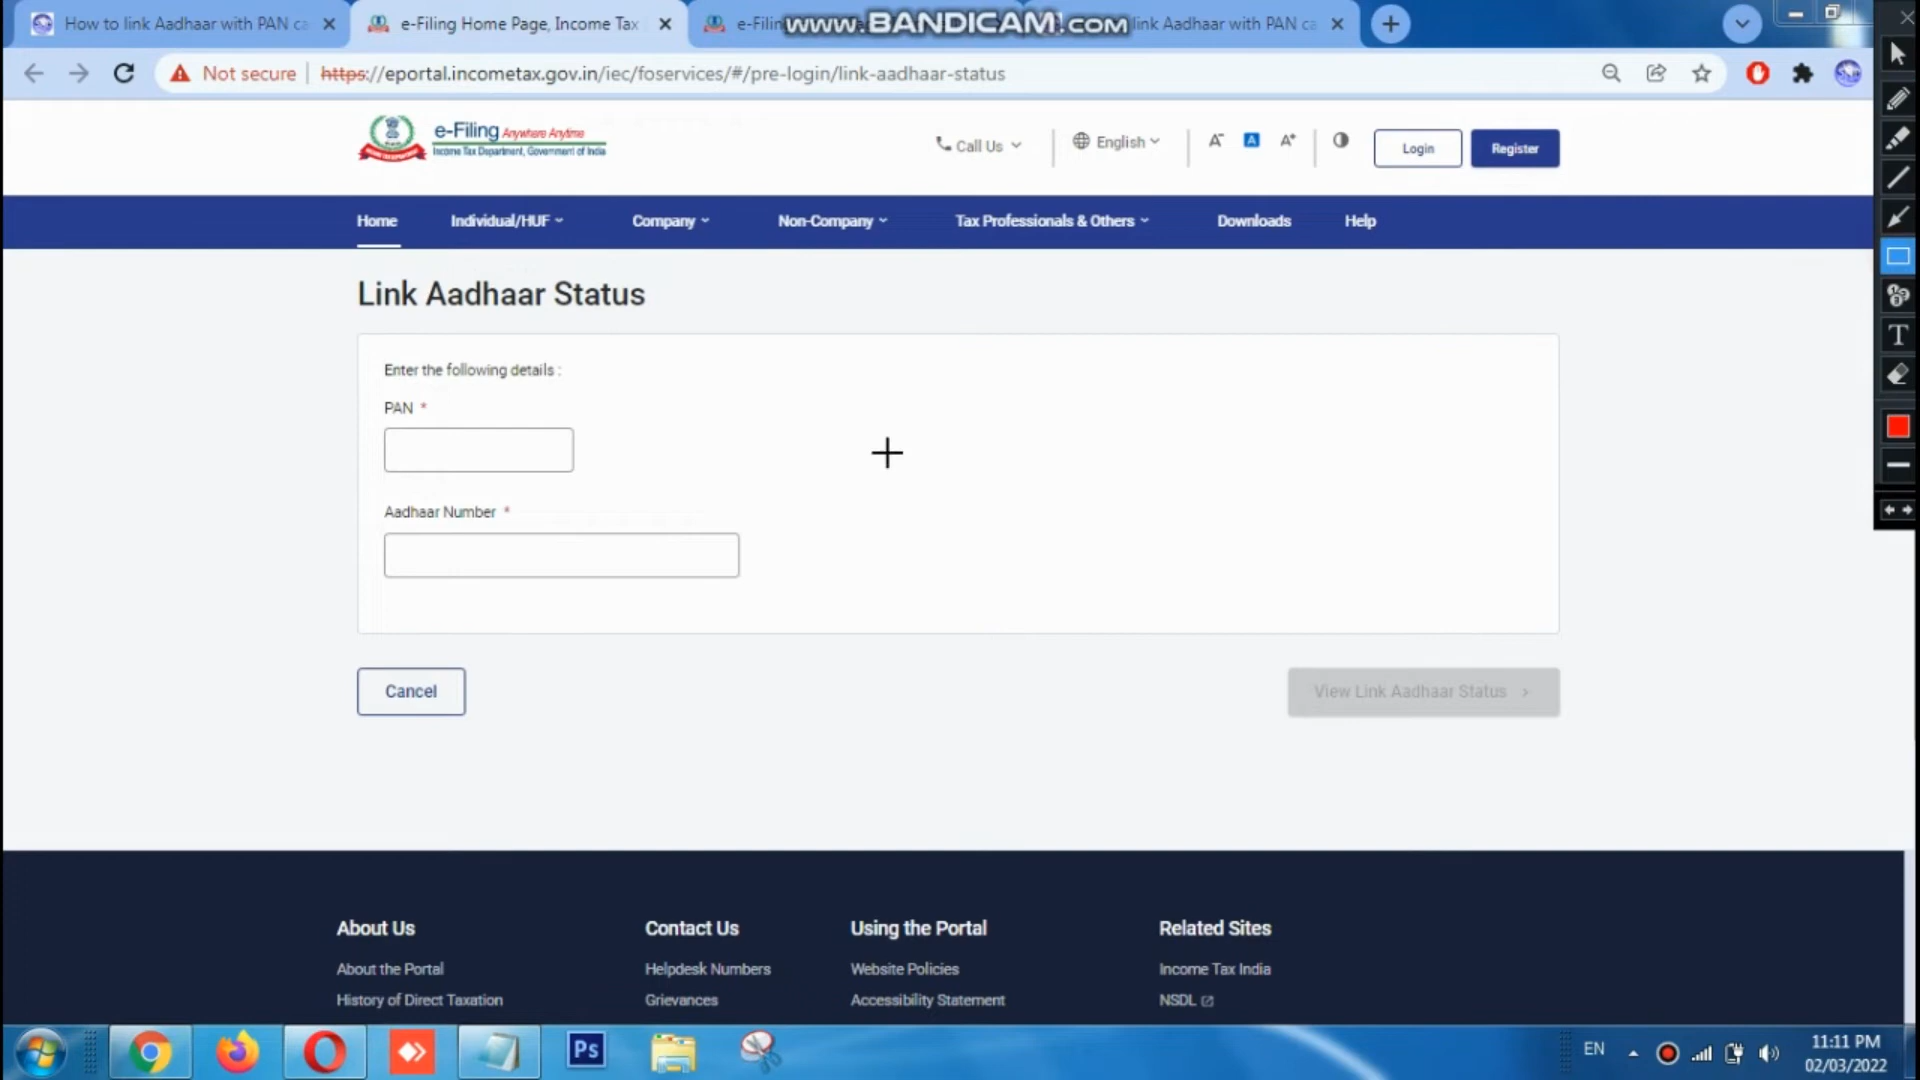 How to link Aadhaar with PAN ca
e-Filing Home Page, Income Tax
e-Filin
www.BANDICAM.com
link Aadhaar with PAN ca
Not secure
https://eportal.incometax.gov.in/iec/foservices/#/pre-login/link-aadhaar-status
e-Filing Anywhere Anytime
Income Tax Department, Government of India
Call Us
English
A-
A
A+
Login
Register
Home
Individual/HUF
Company
Non-Company
Tax Professionals & Others
Downloads
Help
Link Aadhaar Status
Enter the following details :
PAN *
Aadhaar Number *
Cancel
View Link Aadhaar Status >
About Us
Contact Us
Using the Portal
Related Sites
About the Portal
Helpdesk Numbers
Website Policies
Income Tax India
History of Direct Taxation
Grievances
Accessibility Statement
NSDL
T
Ps
EN
11:11 PM
02/03/2022